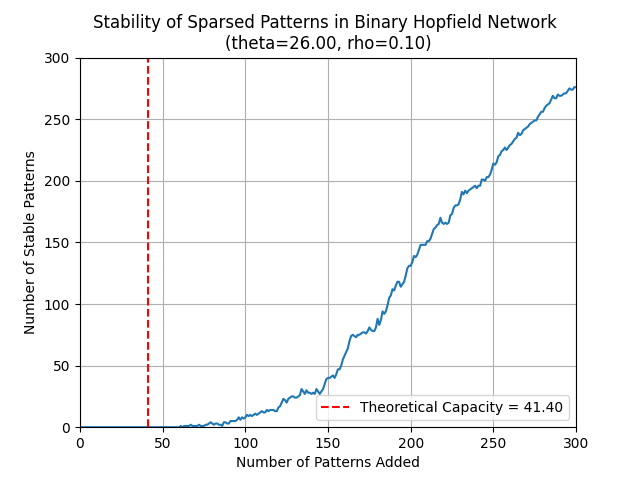 Stability of Sparsed Patterns in Binary Hopfield Network
(theta=26.00, rho=0.10)
300
250
200
150
100
50
0
Number of Stable Patterns
Theoretical Capacity = 41.40
0 50 100 150 200 250 300
Number of Patterns Added